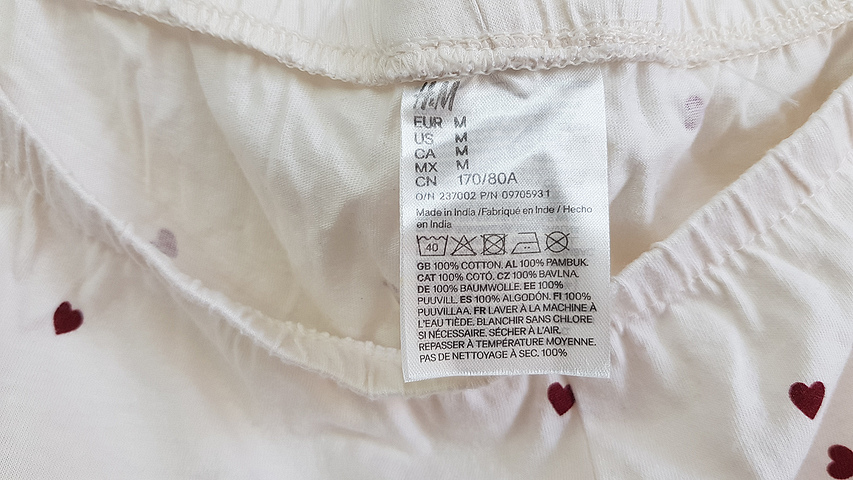 H&M
EUR M
US M
CA M
MX M
CN 170/80A
O/N 237002 P/N 0970593 1
Made in India /Fabriqué en Inde / Hecho
en India
40
GB 100% COTTON. AL 100% PAMBUK.
CAT 100% COTÓ. CZ 100% BAVLNA.
DE 100% BAUMWOLLE. EE 100%
PUUVILL. ES 100% ALGODÓN. FI 100%
PUUVILLAA. FR LAVER À LA MACHINE À
L'EAU TIÈDE. BLANCHIR SANS CHLORE
SI NÉCESSAIRE. SÉCHER À L'AIR.
REPASSER À TEMPÉRATURE MOYENNE.
PAS DE NETTOYAGE À SEC. 100%